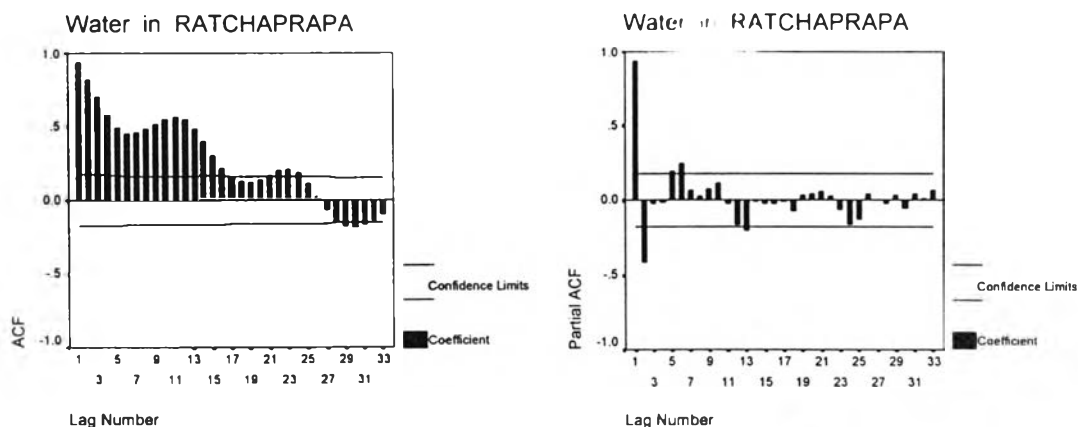 Water in RATCHAPRAPA
1.0
.5
0.0
-.5
-1.0
ACF
1 5 9 13 17 21 25 29 33
3 7 11 15 19 23 27 31
Lag Number
Confidence Limits
Coefficient
Water in RATCHAPRAPA
1.0
.5
0.0
-.5
-1.0
Partial ACF
1 5 9 13 17 21 25 29 33
3 7 11 15 19 23 27 31
Lag Number
Confidence Limits
Coefficient